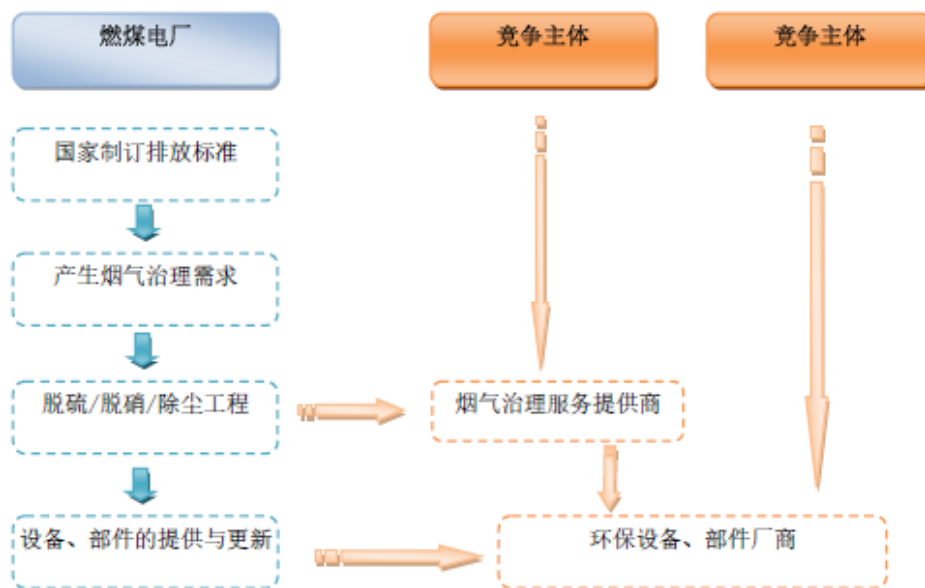 燃煤电厂
竞争主体
竞争主体
国家制订排放标准
产生烟气治理需求
脱硫/脱硝/除尘工程
烟气治理服务提供商
设备、部件的提供与更新
环保设备、部件厂商